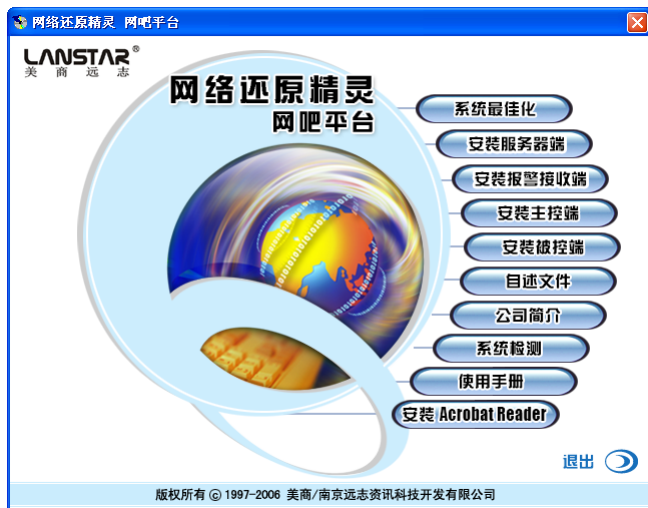 网络还原精灵 网吧平台
LANSTAR®
美商远志
网络还原精灵
网吧平台
系统最佳化
安装服务器端
安装报警接收端
安装主控端
安装被控端
自述文件
公司简介
系统检测
使用手册
安装 Acrobat Reader
退出
版权所有 © 1997-2006 美商/南京远志资讯科技开发有限公司